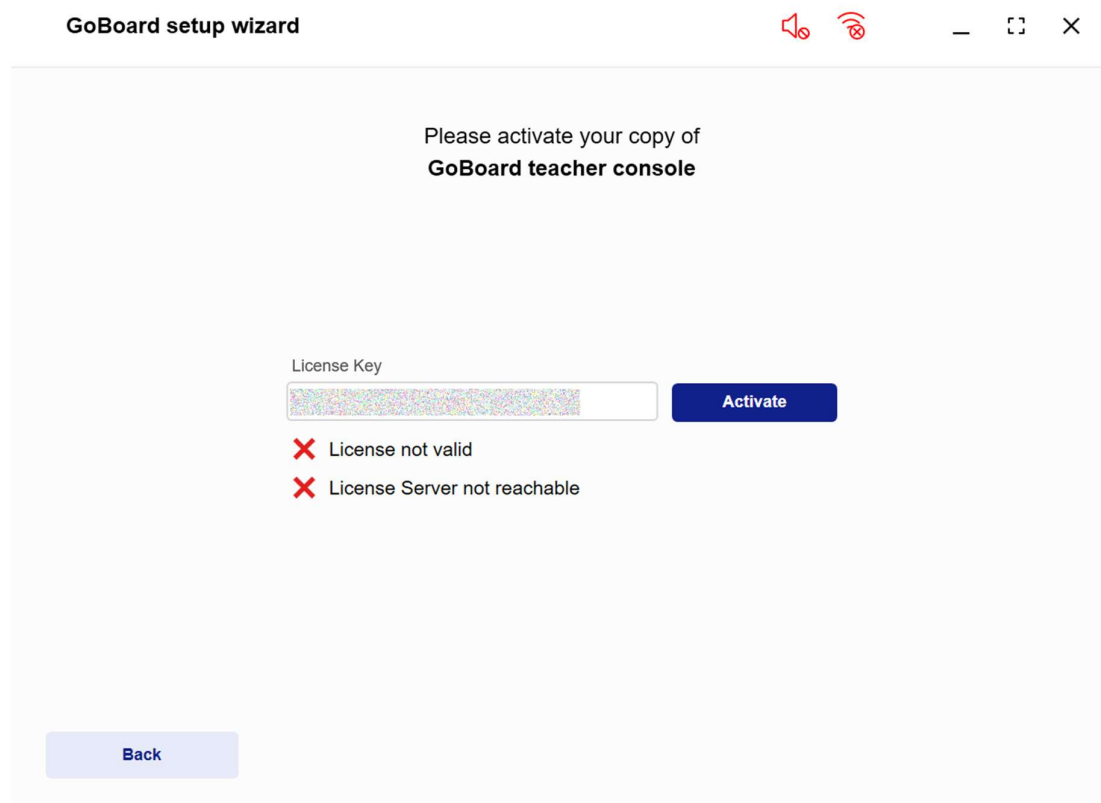 GoBoard setup wizard
Please activate your copy of
GoBoard teacher console
License Key
Activate
License not valid
License Server not reachable
Back